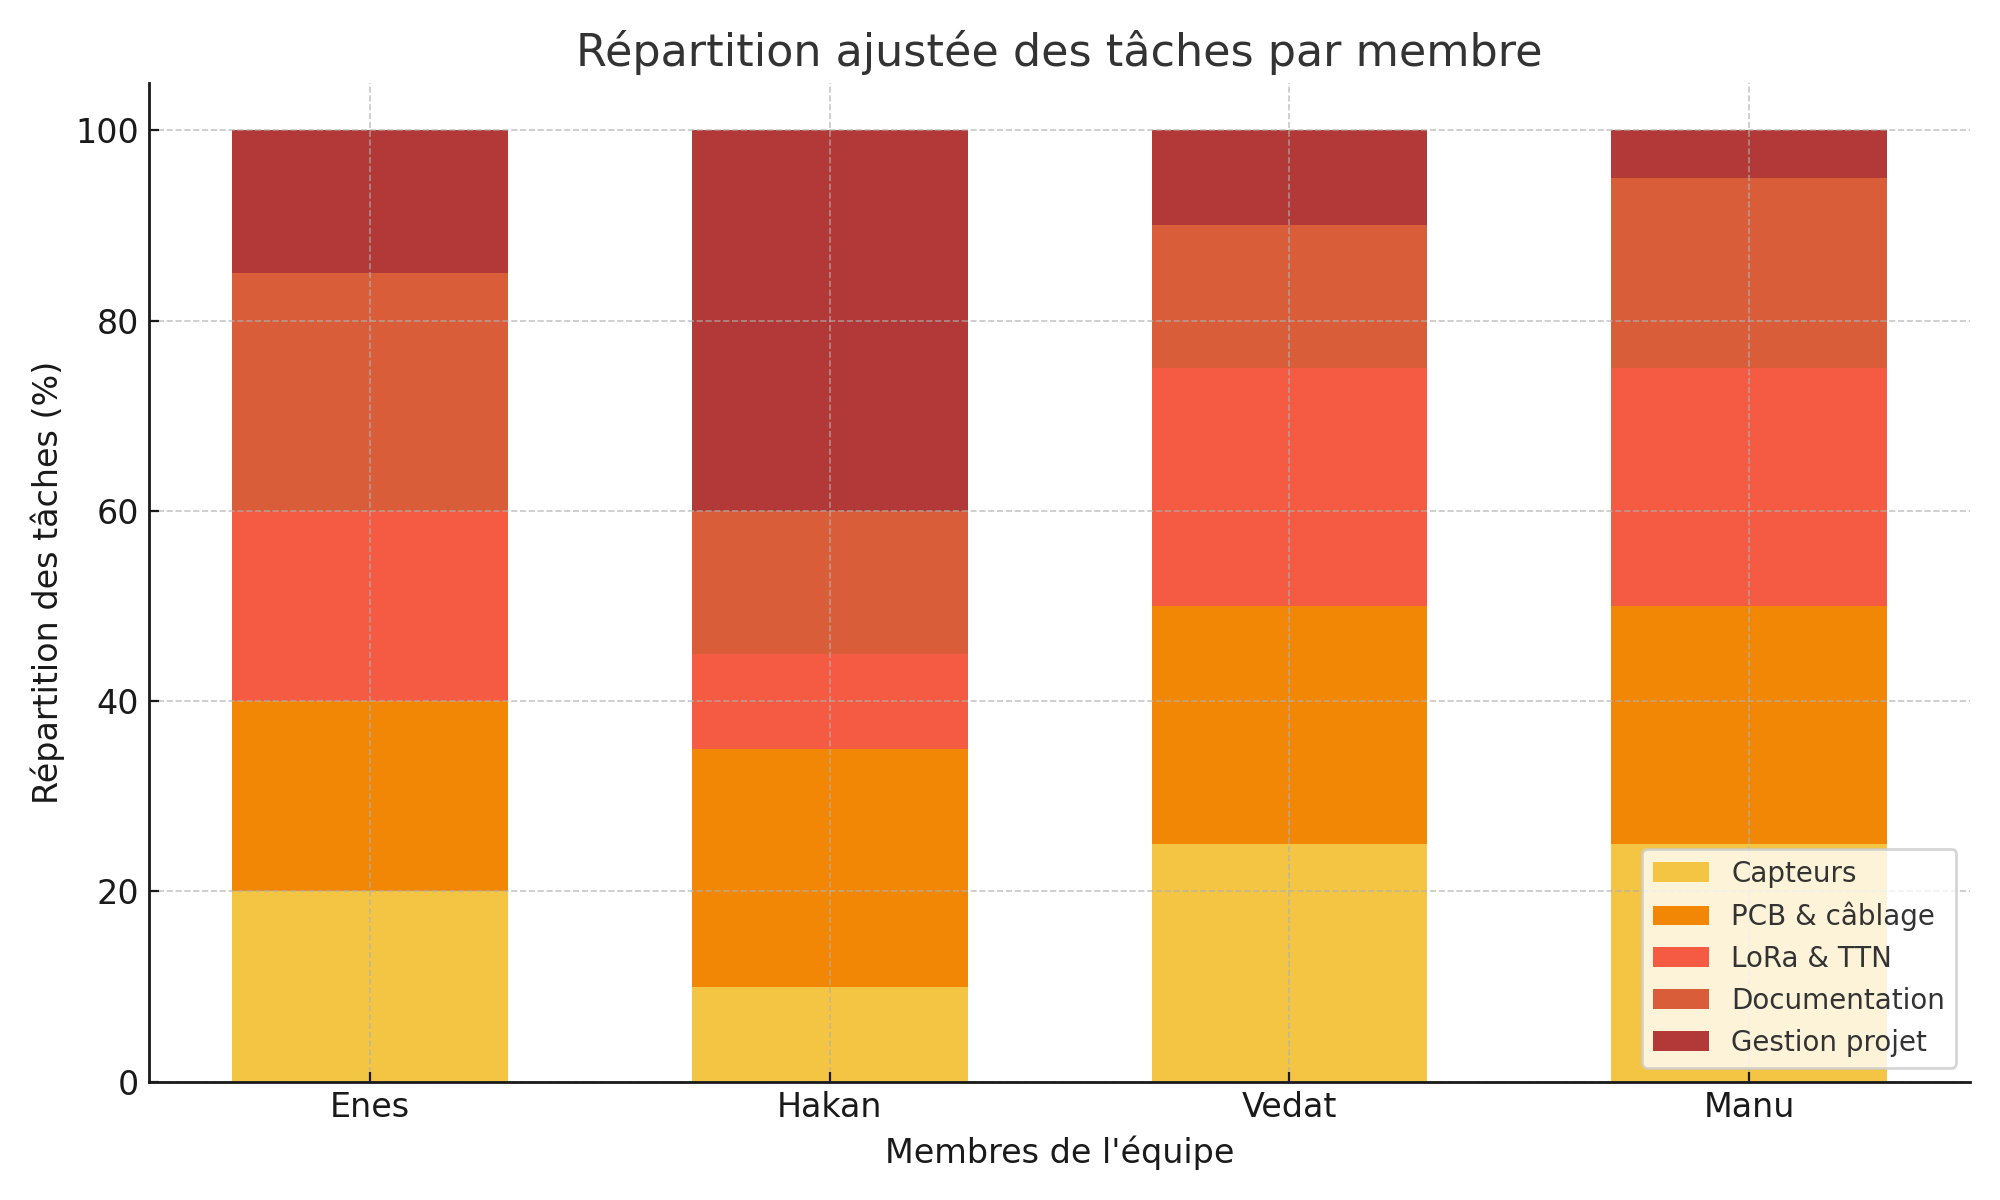 Répartition ajustée des tâches par membre
Répartition des tâches (%)
100
80
60
40
20
0
Capteurs
PCB & câblage
LoRa & TTN
Documentation
Gestion projet
Enes
Hakan
Vedat
Manu
Membres de l'équipe